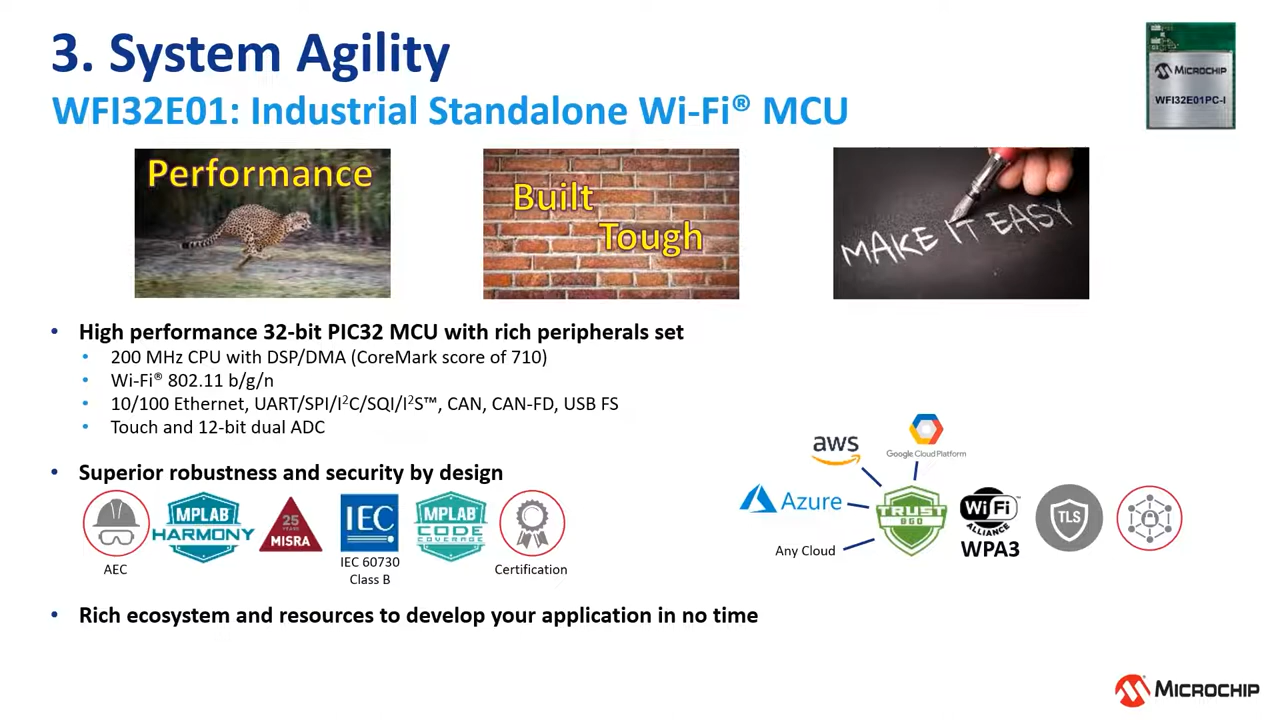 3. System Agility
WFI32E01: Industrial Standalone Wi-Fi® MCU
MICROCHIP
WFI32E01PC-I
Performance
Built
Tough
MAKE IT EASY
• High performance 32-bit PIC32 MCU with rich peripherals set
• 200 MHz CPU with DSP/DMA (CoreMark score of 710)
• Wi-Fi® 802.11 b/g/n
• 10/100 Ethernet, UART/SPI/I²C/SQI/I²S™, CAN, CAN-FD, USB FS
• Touch and 12-bit dual ADC
• Superior robustness and security by design
AEC
MPLAB
HARMONY
25
YEARS
MISRA
IEC
IEC 60730
Class B
MPLAB
CODE
COVERAGE
Certification
aws
Google Cloud Platform
Azure
Any Cloud
TRUST
&GO
Wi Fi
ALLIANCE
WPA3
TLS
• Rich ecosystem and resources to develop your application in no time
MICROCHIP